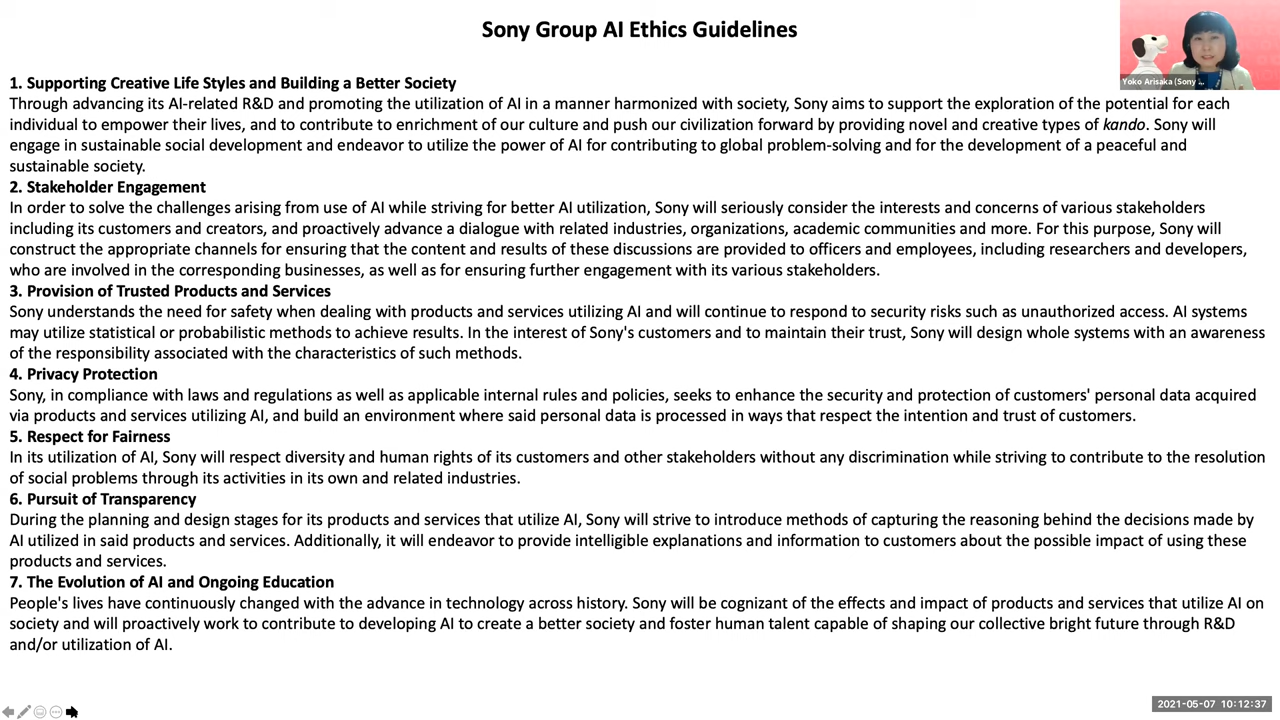 Sony Group AI Ethics Guidelines
Yoko Arisaka (Sony ...
1. Supporting Creative Life Styles and Building a Better Society
Through advancing its AI-related R&D and promoting the utilization of AI in a manner harmonized with society, Sony aims to support the exploration of the potential for each
individual to empower their lives, and to contribute to enrichment of our culture and push our civilization forward by providing novel and creative types of kando. Sony will
engage in sustainable social development and endeavor to utilize the power of AI for contributing to global problem-solving and for the development of a peaceful and
sustainable society.
2. Stakeholder Engagement
In order to solve the challenges arising from use of AI while striving for better AI utilization, Sony will seriously consider the interests and concerns of various stakeholders
including its customers and creators, and proactively advance a dialogue with related industries, organizations, academic communities and more. For this purpose, Sony will
construct the appropriate channels for ensuring that the content and results of these discussions are provided to officers and employees, including researchers and developers,
who are involved in the corresponding businesses, as well as for ensuring further engagement with its various stakeholders.
3. Provision of Trusted Products and Services
Sony understands the need for safety when dealing with products and services utilizing AI and will continue to respond to security risks such as unauthorized access. AI systems
may utilize statistical or probabilistic methods to achieve results. In the interest of Sony's customers and to maintain their trust, Sony will design whole systems with an awareness
of the responsibility associated with the characteristics of such methods.
4. Privacy Protection
Sony, in compliance with laws and regulations as well as applicable internal rules and policies, seeks to enhance the security and protection of customers' personal data acquired
via products and services utilizing AI, and build an environment where said personal data is processed in ways that respect the intention and trust of customers.
5. Respect for Fairness
In its utilization of AI, Sony will respect diversity and human rights of its customers and other stakeholders without any discrimination while striving to contribute to the resolution
of social problems through its activities in its own and related industries.
6. Pursuit of Transparency
During the planning and design stages for its products and services that utilize AI, Sony will strive to introduce methods of capturing the reasoning behind the decisions made by
AI utilized in said products and services. Additionally, it will endeavor to provide intelligible explanations and information to customers about the possible impact of using these
products and services.
7. The Evolution of AI and Ongoing Education
People's lives have continuously changed with the advance in technology across history. Sony will be cognizant of the effects and impact of products and services that utilize AI on
society and will proactively work to contribute to developing AI to create a better society and foster human talent capable of shaping our collective bright future through R&D
and/or utilization of AI.
2021-05-07 10:12:37